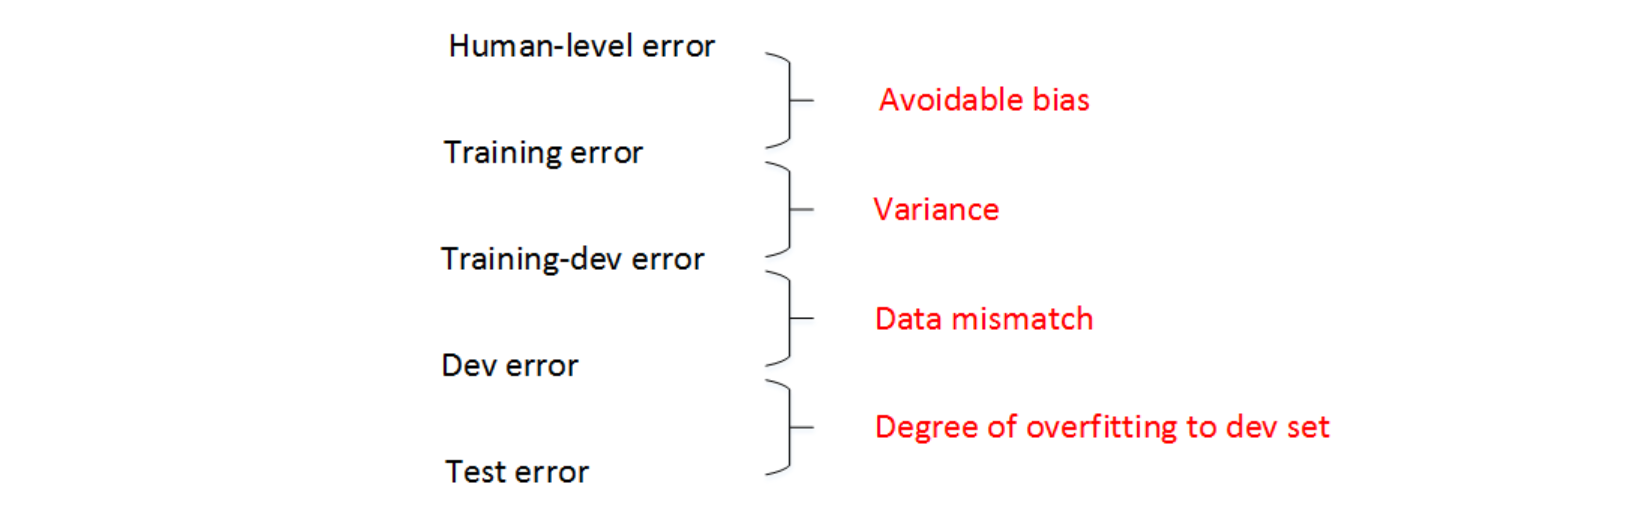 Human-level error
Avoidable bias
Training error
Variance
Training-dev error
Data mismatch
Dev error
Degree of overfitting to dev set
Test error